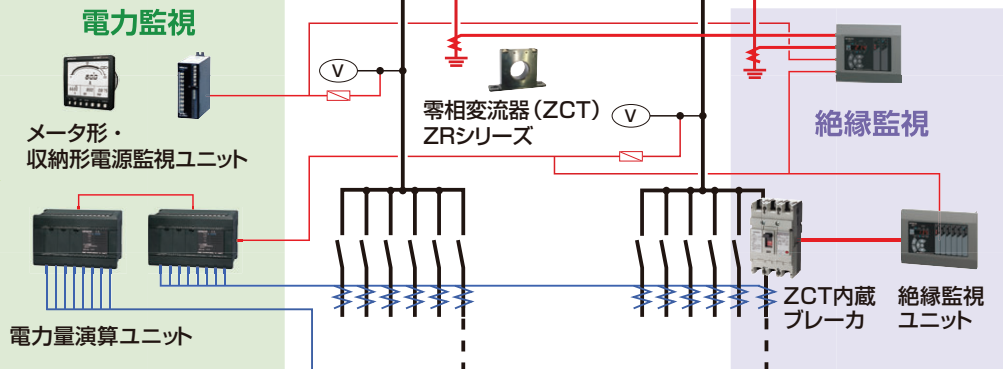 電力監視
メータ形・
収納形電源監視ユニット
電力量演算ユニット
V
零相変流器（ZCT）
ZRシリーズ
V
絶縁監視
ZCT内蔵
ブレーカ
絶縁監視
ユニット